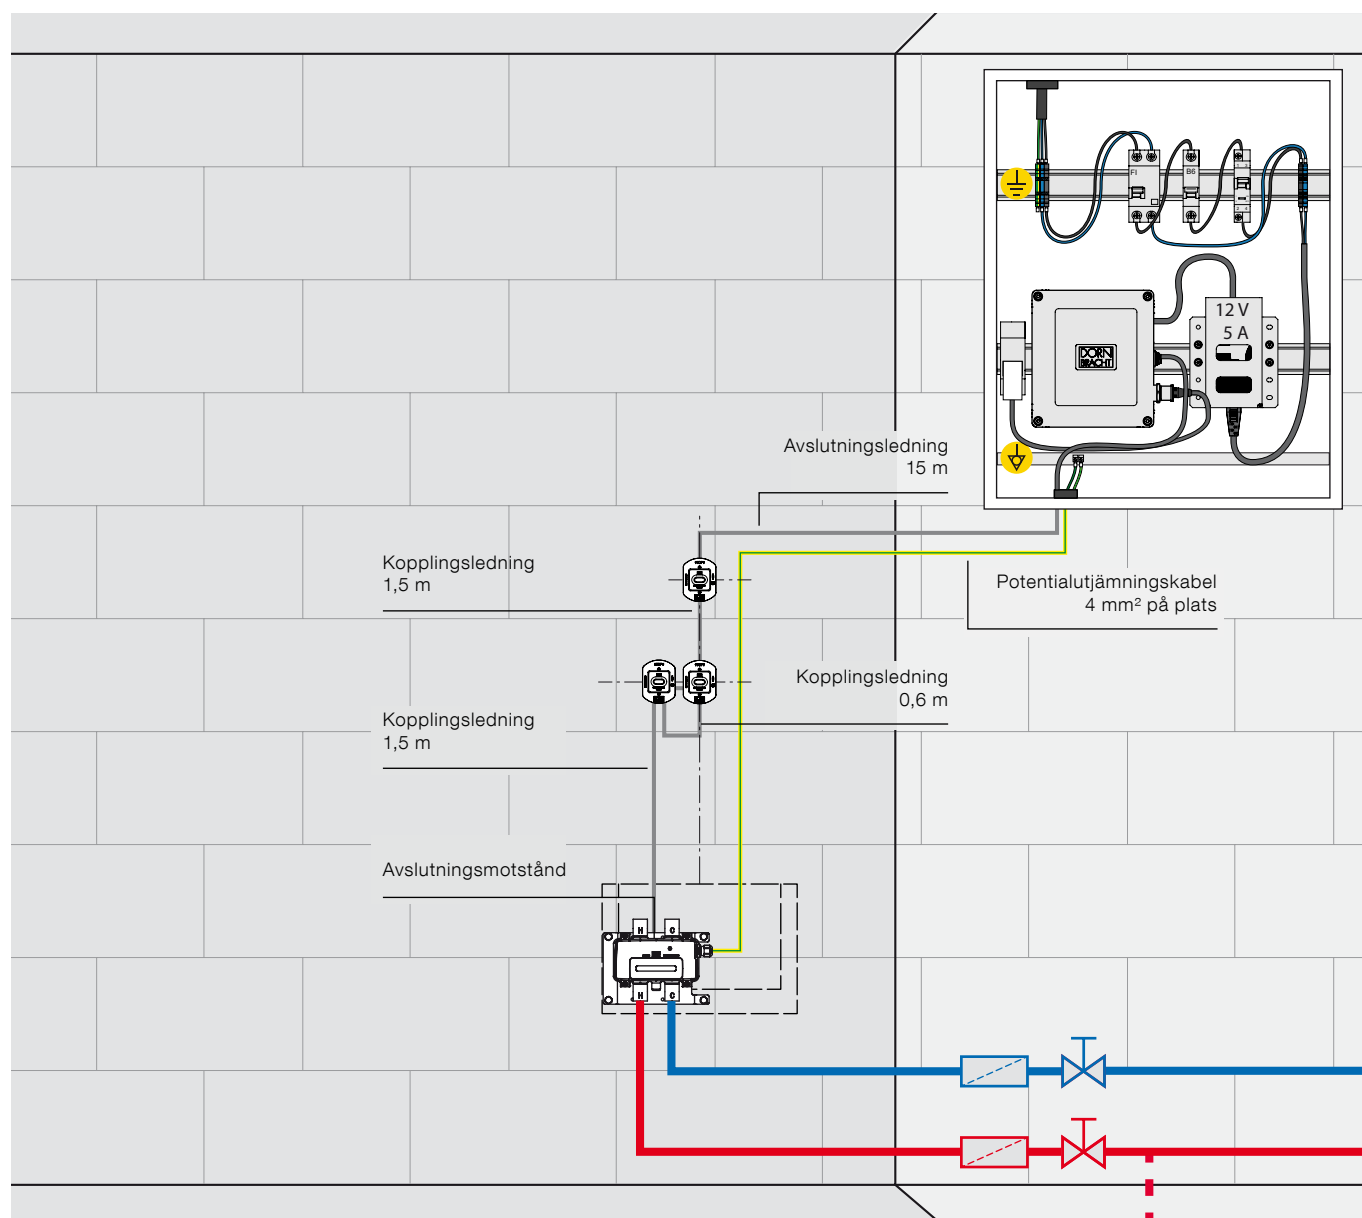 FI
B6
12 V
5 A
DORN
BRACHT
Avslutningsledning
15 m
Kopplingsledning
1,5 m
Potentialutjämningskabel
4 mm² på plats
Kopplingsledning
0,6 m
Kopplingsledning
1,5 m
Avslutningsmotstånd
H C
H C